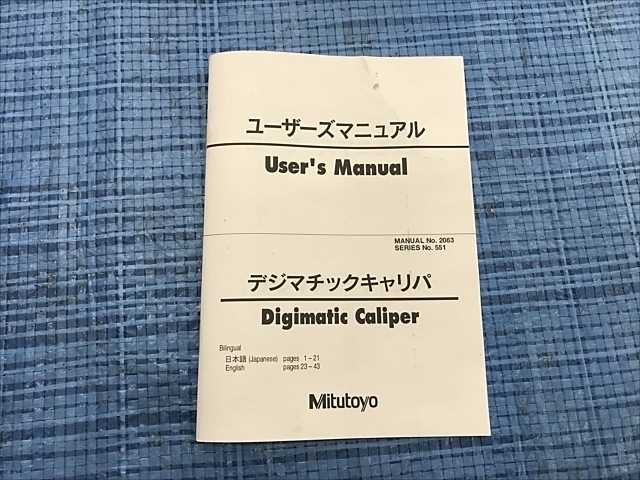 ユーザーズマニュアル
User's Manual
MANUAL No. 2063
SERIES No. 551
デジマチックキャリパ
Digimatic Caliper
Bilingual
日本語 (Japanese) pages 1 – 21
English pages 23 – 43
Mitutoyo